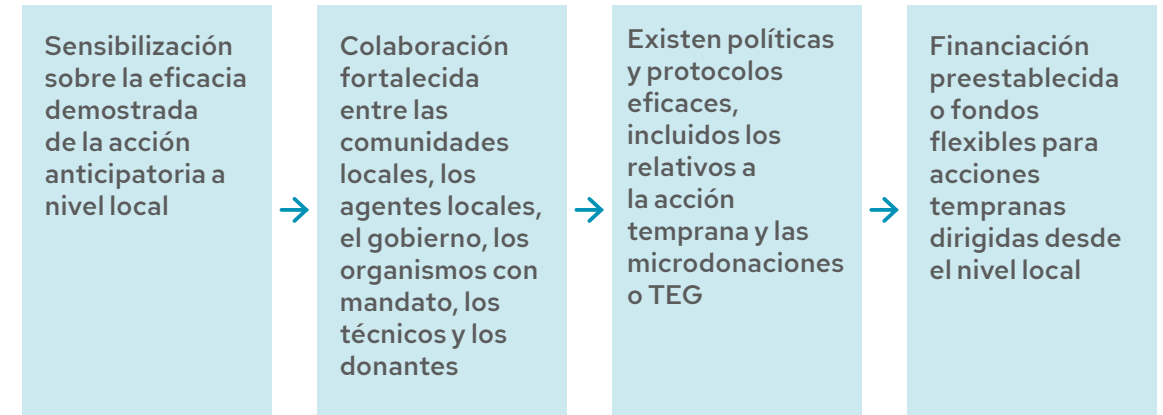 Sensibilización
sobre la eficacia
demostrada
de la acción
anticipatoria a
nivel local
Colaboración
fortalecida
entre las
comunidades
locales, los
agentes locales,
el gobierno, los
organismos con
mandato, los
técnicos y los
donantes
Existen políticas
y protocolos
eficaces,
incluidos los
relativos a
la acción
temprana y las
microdonaciones
o TEG
Financiación
preestablecida
o fondos
flexibles para
acciones
tempranas
dirigidas desde
el nivel local